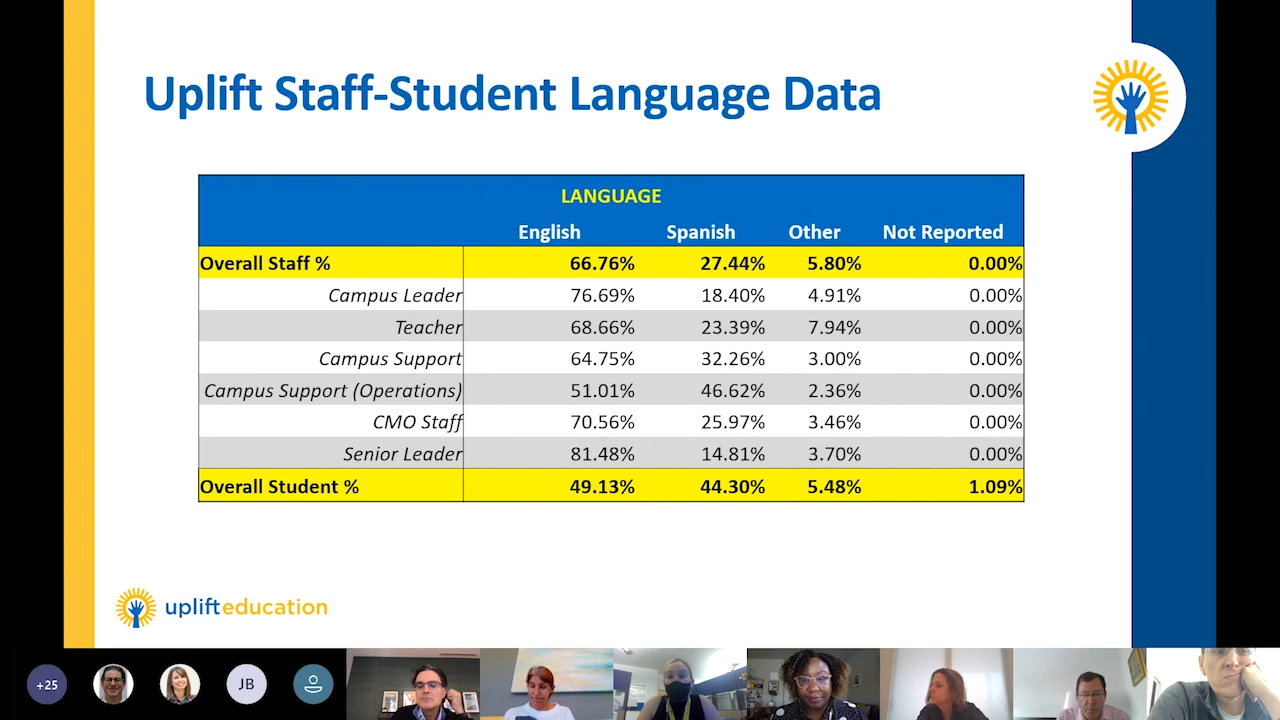 Uplift Staff-Student Language Data
LANGUAGE
English Spanish Other Not Reported
Overall Staff % 66.76% 27.44% 5.80% 0.00%
Campus Leader 76.69% 18.40% 4.91% 0.00%
Teacher 68.66% 23.39% 7.94% 0.00%
Campus Support 64.75% 32.26% 3.00% 0.00%
Campus Support (Operations) 51.01% 46.62% 2.36% 0.00%
CMO Staff 70.56% 25.97% 3.46% 0.00%
Senior Leader 81.48% 14.81% 3.70% 0.00%
Overall Student % 49.13% 44.30% 5.48% 1.09%
uplifteducation
+25 JB